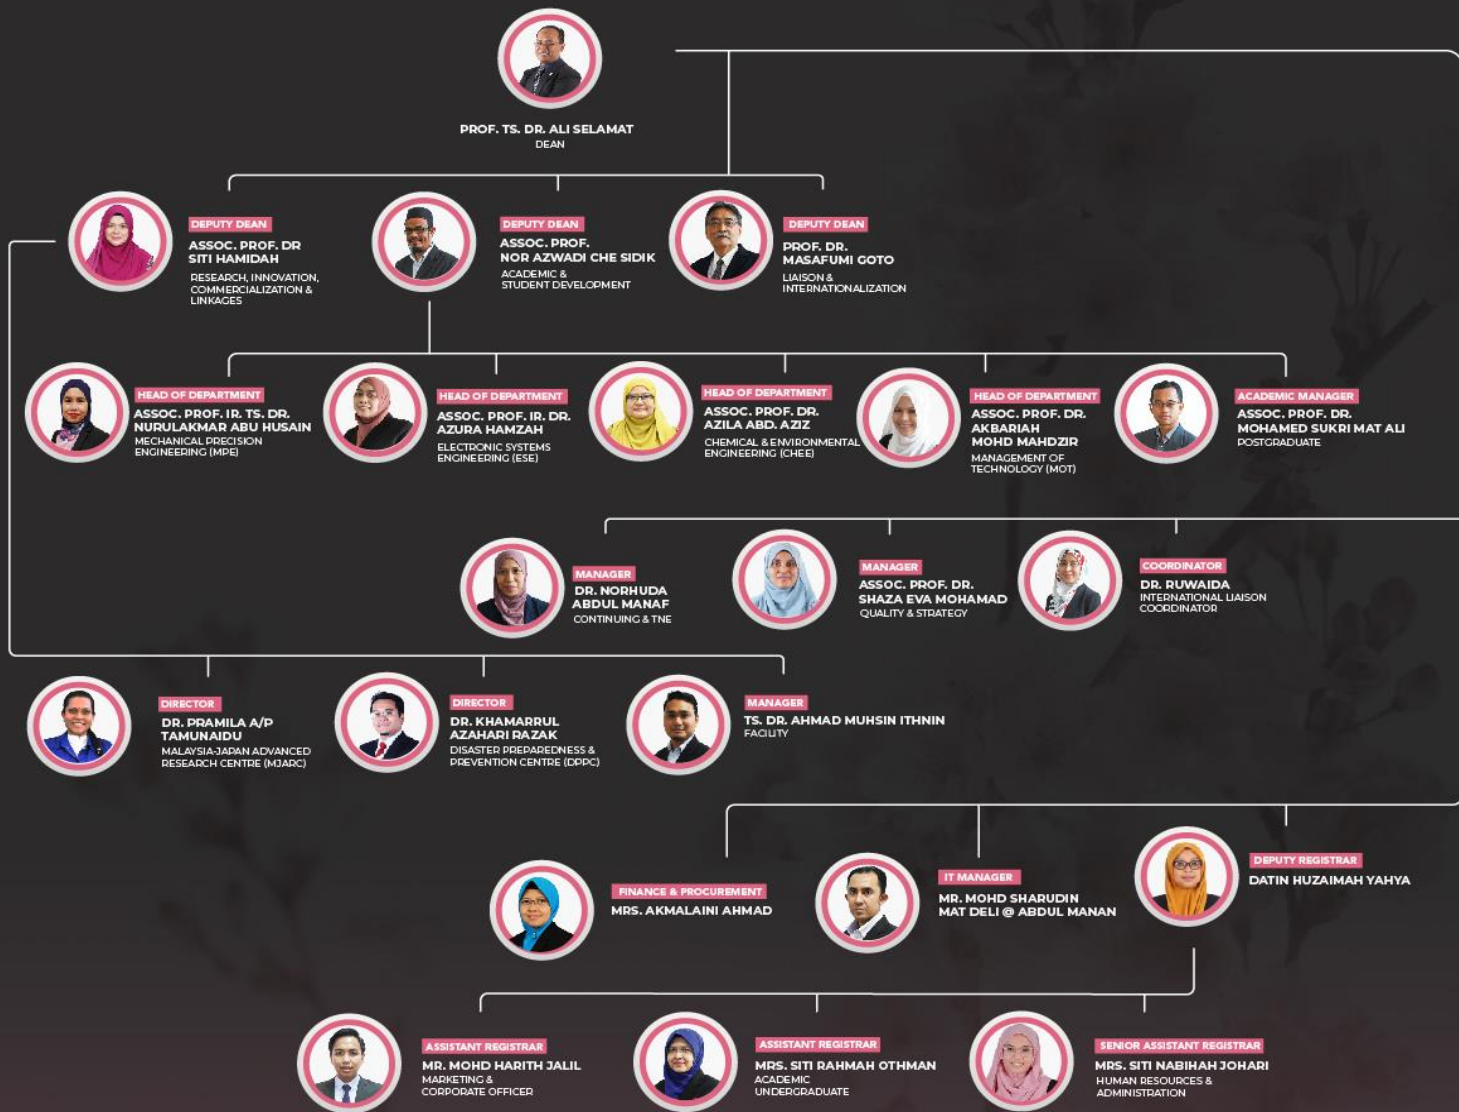 PROF. TS. DR. ALI SELAMAT
DEAN
DEPUTY DEAN
ASSOC. PROF. DR
SITI HAMIDAH
RESEARCH, INNOVATION,
COMMERCIALIZATION &
LINKAGES
DEPUTY DEAN
ASSOC. PROF.
NOR AZWADI CHE SIDIK
ACADEMIC &
STUDENT DEVELOPMENT
DEPUTY DEAN
PROF. DR.
MASAFUMI GOTO
LIAISON &
INTERNATIONALIZATION
HEAD OF DEPARTMENT
ASSOC. PROF. IR. TS. DR.
NURULAKMAR ABU HUSAIN
MECHANICAL PRECISION
ENGINEERING (MPE)
HEAD OF DEPARTMENT
ASSOC. PROF. IR. DR.
AZURA HAMZAH
ELECTRONIC SYSTEMS
ENGINEERING (ESE)
HEAD OF DEPARTMENT
ASSOC. PROF. DR.
AZILA ABD. AZIZ
CHEMICAL & ENVIRONMENTAL
ENGINEERING (CHEE)
HEAD OF DEPARTMENT
ASSOC. PROF. DR.
AKBARIAH
MOHD MAHDZIR
MANAGEMENT OF
TECHNOLOGY (MOT)
ACADEMIC MANAGER
ASSOC. PROF. DR.
MOHAMED SUKRI MAT ALI
POSTGRADUATE
MANAGER
DR. NORHUDA
ABDUL MANAF
CONTINUING & TNE
MANAGER
ASSOC. PROF. DR.
SHAZA EVA MOHAMAD
QUALITY & STRATEGY
COORDINATOR
DR. RUWAIDA
INTERNATIONAL LIAISON
COORDINATOR
DIRECTOR
DR. PRAMILA A/P
TAMUNAIDU
MALAYSIA-JAPAN ADVANCED
RESEARCH CENTRE (MJARC)
DIRECTOR
DR. KHAMARRUL
AZAHARI RAZAK
DISASTER PREPAREDNESS &
PREVENTION CENTRE (DPPC)
MANAGER
TS. DR. AHMAD MUHSIN ITHNIN
FACILITY
FINANCE & PROCUREMENT
MRS. AKMALAINI AHMAD
IT MANAGER
MR. MOHD SHARUDIN
MAT DELI @ ABDUL MANAN
DEPUTY REGISTRAR
DATIN HUZAIMAH YAHYA
ASSISTANT REGISTRAR
MR. MOHD HARITH JALIL
MARKETING &
CORPORATE OFFICER
ASSISTANT REGISTRAR
MRS. SITI RAHMAH OTHMAN
ACADEMIC
UNDERGRADUATE
SENIOR ASSISTANT REGISTRAR
MRS. SITI NABIHAH JOHARI
HUMAN RESOURCES &
ADMINISTRATION